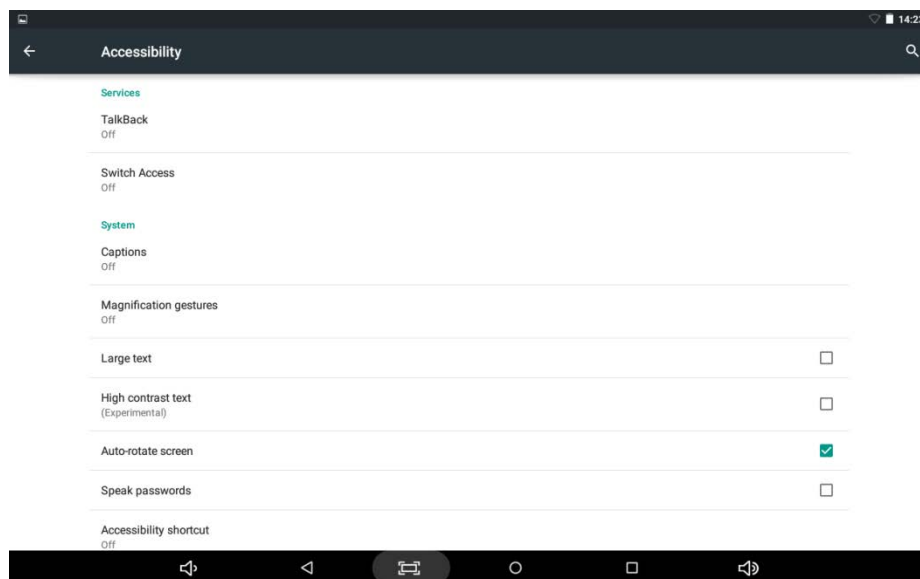 14:23
Accessibility
Services
TalkBack
Off
Switch Access
Off
System
Captions
Off
Magnification gestures
Off
Large text
High contrast text
(Experimental)
Auto-rotate screen
Speak passwords
Accessibility shortcut
Off